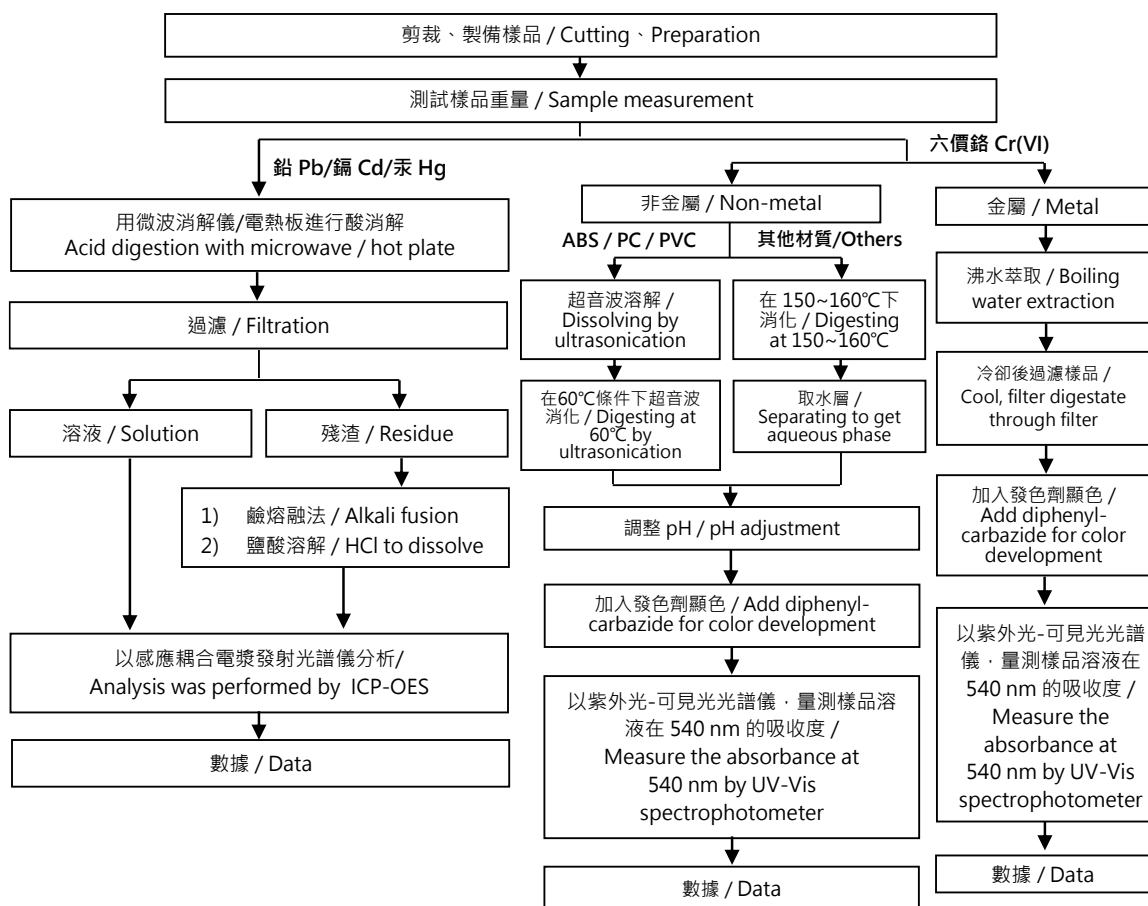 剪裁、製備樣品 / Cutting、Preparation
測試樣品重量 / Sample measurement
鉛 Pb/鎘 Cd/汞 Hg
六價鉻 Cr(VI)
用微波消解儀/電熱板進行酸消解
Acid digestion with microwave / hot plate
過濾 / Filtration
溶液 / Solution
殘渣 / Residue
1) 鹼熔融法 / Alkali fusion
2) 鹽酸溶解 / HCl to dissolve
以感應耦合電漿發射光譜儀分析/
Analysis was performed by ICP-OES
數據 / Data
非金屬 / Non-metal
ABS / PC / PVC
其他材質/Others
超音波溶解 /
Dissolving by
ultrasonication
在60℃條件下超音波
消化 / Digesting at
60℃ by
ultrasonication
在 150~160℃下
消化 / Digesting
at 150~160℃
取水層 /
Separating to get
aqueous phase
調整 pH / pH adjustment
加入發色劑顯色 / Add diphenyl-
carbazide for color development
以紫外光-可見光光譜儀，量測樣品溶
液在 540 nm 的吸收度 /
Measure the absorbance at
540 nm by UV-Vis
spectrophotometer
數據 / Data
金屬 / Metal
沸水萃取 / Boiling
water extraction
冷卻後過濾樣品 /
Cool, filter digestate
through filter
加入發色劑顯色 /
Add diphenyl-
carbazide for color
development
以紫外光-可見光光譜
儀，量測樣品溶液在
540 nm 的吸收度 /
Measure the
absorbance at
540 nm by UV-Vis
spectrophotometer
數據 / Data